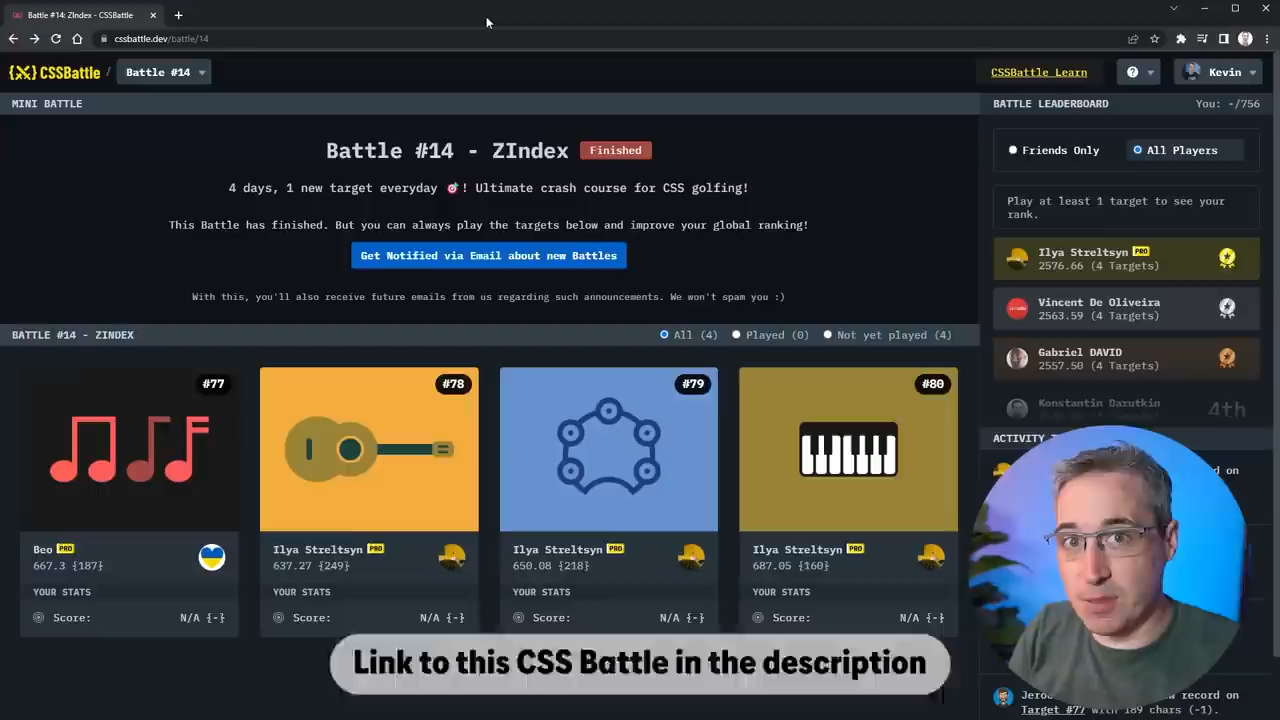 Battle #14: ZIndex - CSSBattle
cssbattle.dev/battle/14
{X} CSSBattle / Battle #14
CSSBattle Learn
?
Kevin
MINI BATTLE
BATTLE LEADERBOARD
You: -/756
Battle #14 - ZIndex
Finished
Friends Only
All Players
4 days, 1 new target everyday 🎯! Ultimate crash course for CSS golfing!
Play at least 1 target to see your
rank.
This Battle has finished. But you can always play the targets below and improve your global ranking!
Get Notified via Email about new Battles
With this, you'll also receive future emails from us regarding such announcements. We won't spam you :)
Ilya Streltsyn PRO
2576.66 (4 Targets)
Vincent De Oliveira
2563.59 (4 Targets)
Gabriel DAVID
2557.50 (4 Targets)
Konstantin Darutkin
4th
BATTLE #14 - ZINDEX
All (4)
Played (0)
Not yet played (4)
#77
#78
#79
#80
ACTIVITY
on
Beo PRO
667.3 {187}
YOUR STATS
Score:
N/A {-}
Ilya Streltsyn PRO
637.27 {249}
YOUR STATS
Score:
N/A {-}
Ilya Streltsyn PRO
650.08 {218}
YOUR STATS
Score:
N/A {-}
Ilya Streltsyn PRO
687.05 {160}
YOUR STATS
Score:
N/A {-}
Link to this CSS Battle in the description
record on
Target #77 with 189 chars (-1).